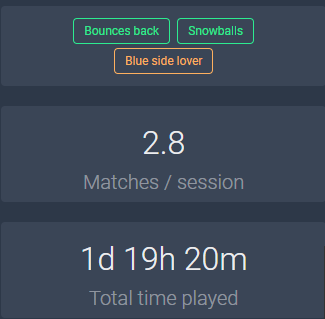 Bounces back Snowballs
Blue side lover
2.8
Matches / session
1d 19h 20m
Total time played